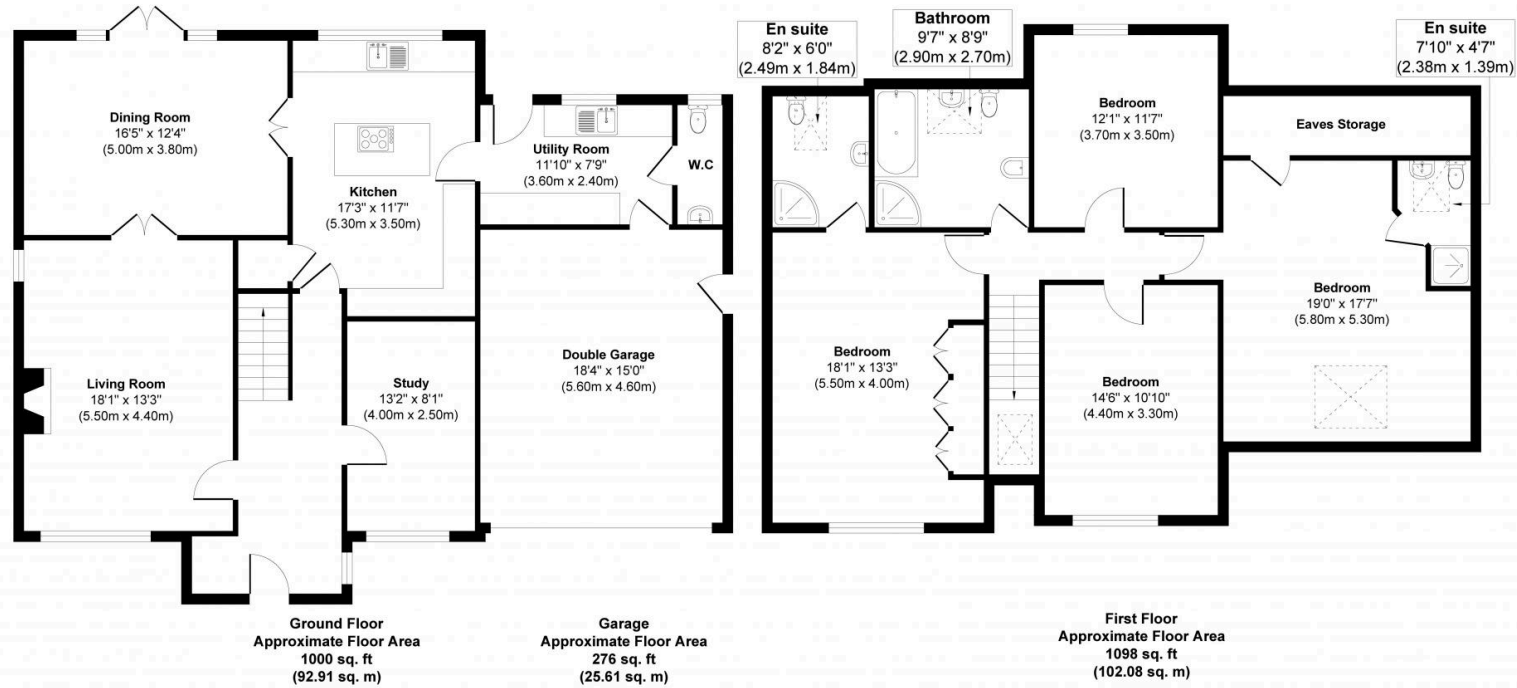 Dining Room
16'5" x 12'4"
(5.00m x 3.80m)
Kitchen
17'3" x 11'7"
(5.30m x 3.50m)
Utility Room
11'10" x 7'9"
(3.60m x 2.40m)
W.C
Living Room
18'1" x 13'3"
(5.50m x 4.40m)
Study
13'2" x 8'1"
(4.00m x 2.50m)
Double Garage
18'4" x 15'0"
(5.60m x 4.60m)
Ground Floor
Approximate Floor Area
1000 sq. ft
(92.91 sq. m)
Garage
Approximate Floor Area
276 sq. ft
(25.61 sq. m)
En suite
8'2" x 6'0"
(2.49m x 1.84m)
Bathroom
9'7" x 8'9"
(2.90m x 2.70m)
En suite
7'10" x 4'7"
(2.38m x 1.39m)
Bedroom
12'1" x 11'7"
(3.70m x 3.50m)
Eaves Storage
Bedroom
19'0" x 17'7"
(5.80m x 5.30m)
Bedroom
18'1" x 13'3"
(5.50m x 4.00m)
Bedroom
14'6" x 10'10"
(4.40m x 3.30m)
First Floor
Approximate Floor Area
1098 sq. ft
(102.08 sq. m)